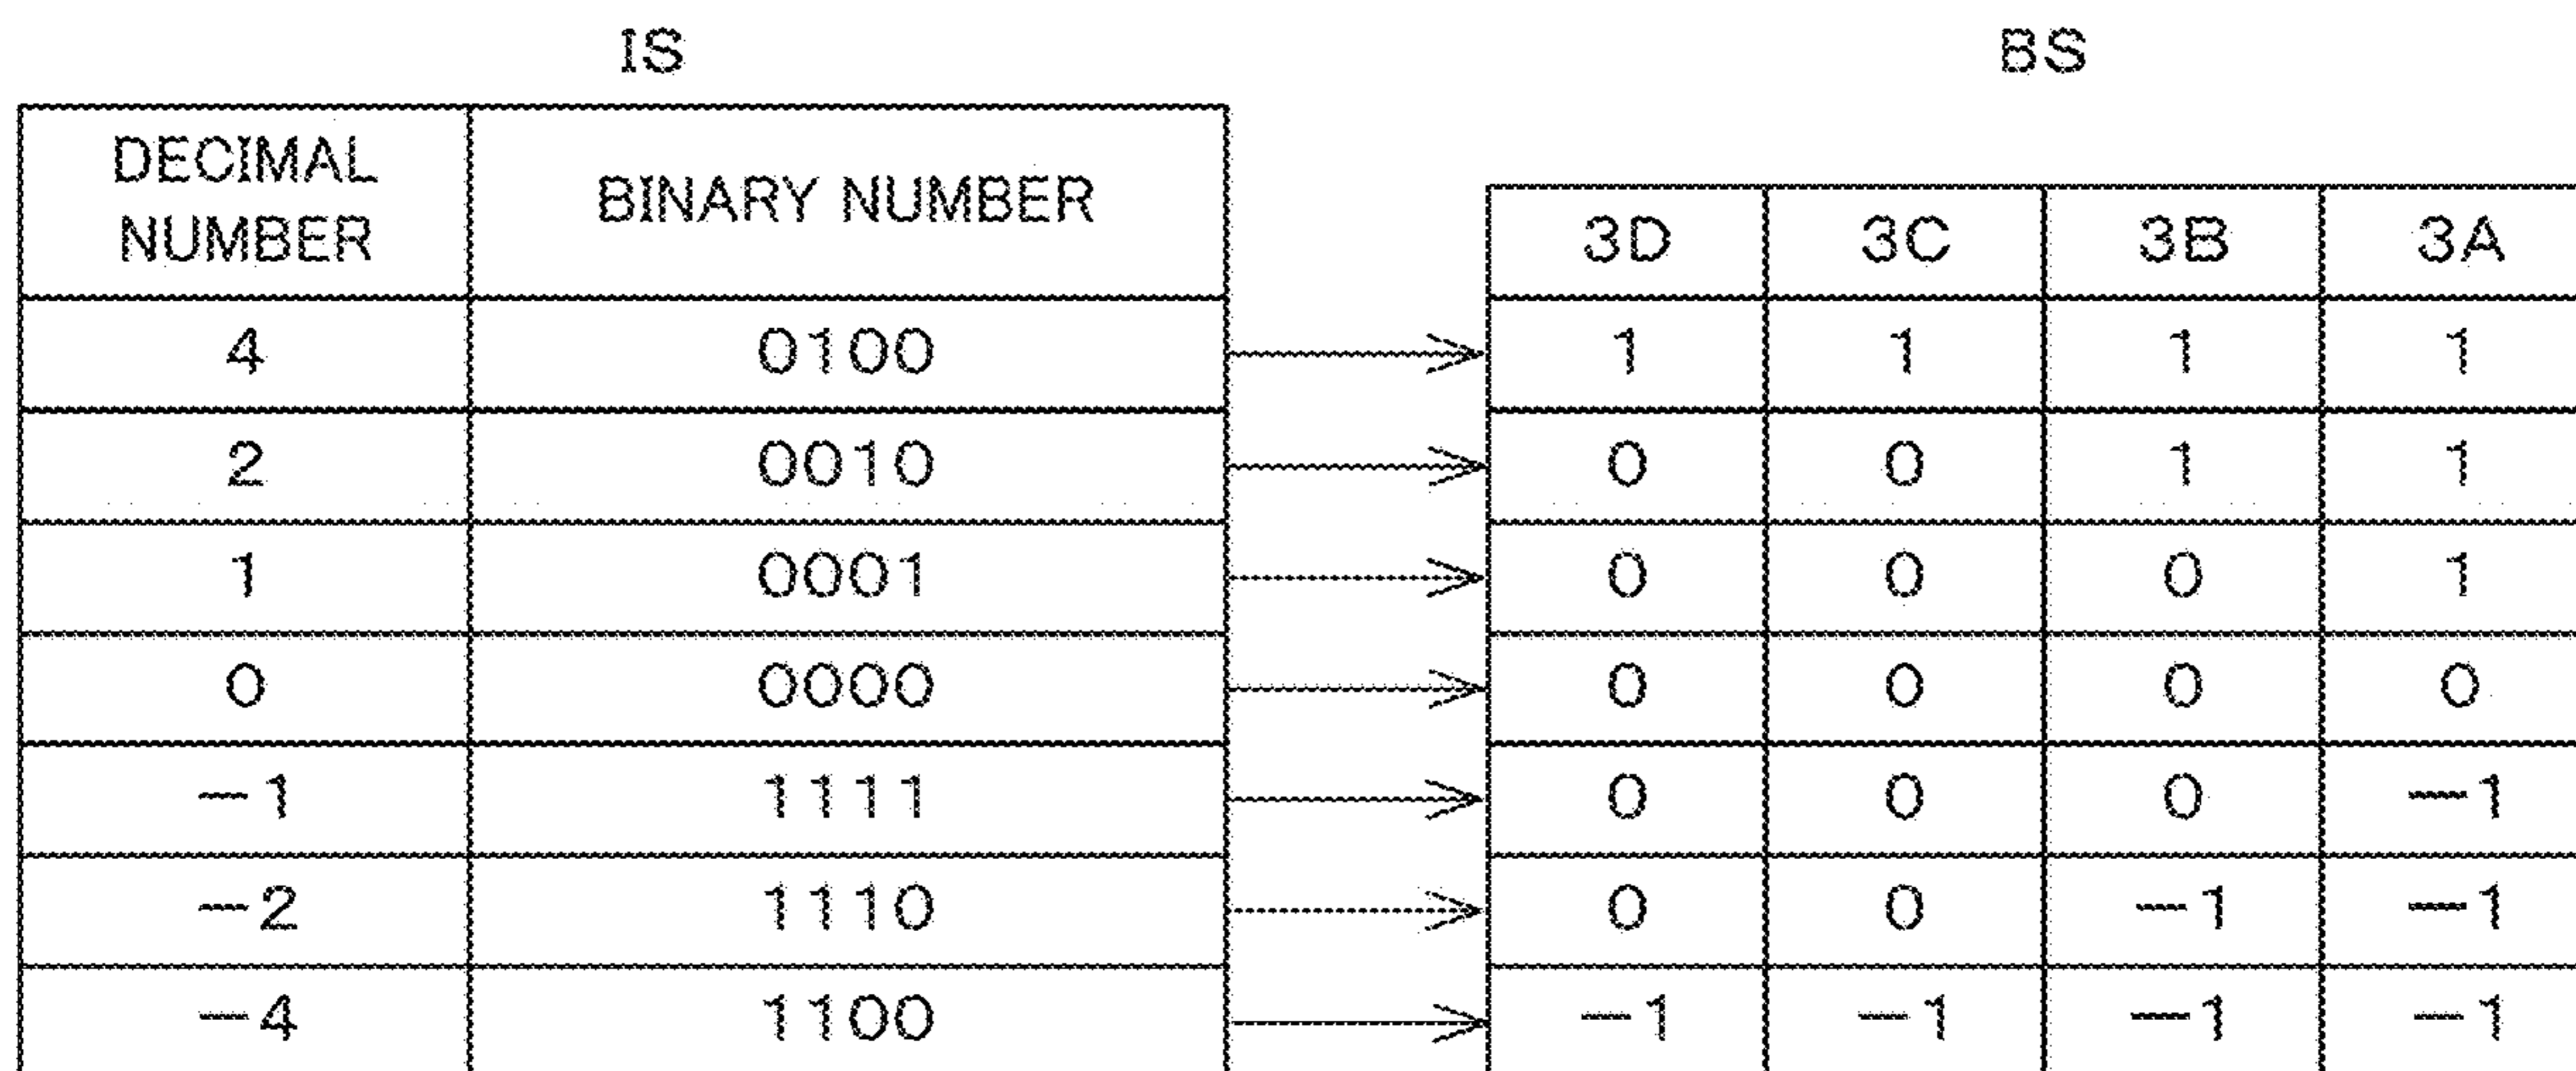 IS BS
DECIMAL
NUMBER BINARY NUMBER 3D 3C 3B 3A
4 0100 1 1 1 1
2 0010 0 0 1 1
1 0001 0 0 0 1
0 0000 0 0 0 0
−1 1111 0 0 0 −1
−2 1110 0 0 −1 −1
−4 1100 −1 −1 −1 −1